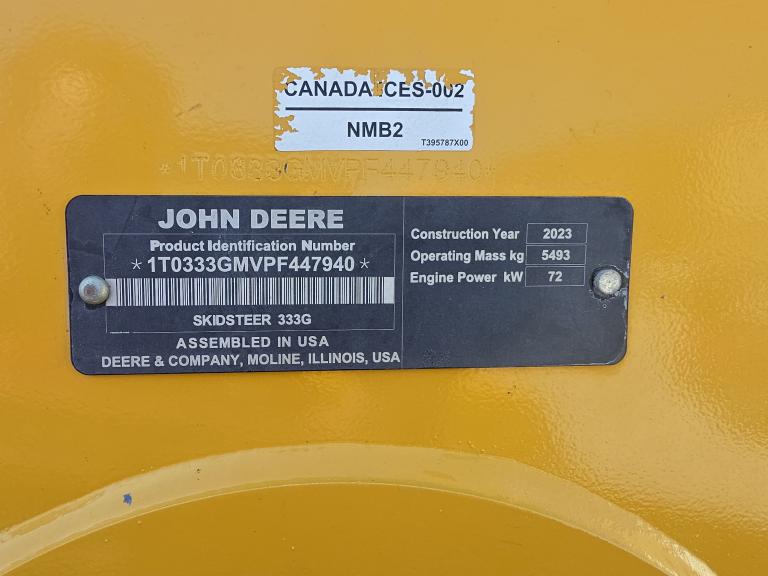 CANADA ICES-002
NMB2
T395787X00
*1T0333GMVPF447940*
JOHN DEERE
Product Identification Number
*1T0333GMVPF447940*
SKIDSTEER 333G
ASSEMBLED IN USA
DEERE & COMPANY, MOLINE, ILLINOIS, USA
Construction Year 2023
Operating Mass kg 5493
Engine Power kW 72